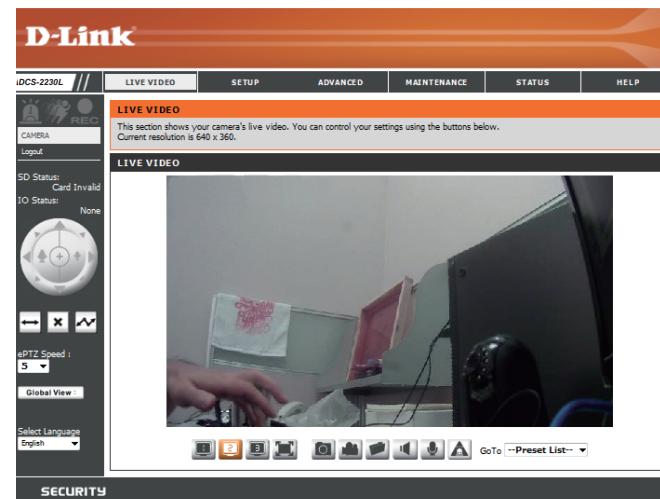 D-Link
DCS-2230L
LIVE VIDEO
SETUP
ADVANCED
MAINTENANCE
STATUS
HELP
REC
CAMERA
Logout
SD Status:
Card Invalid
IO Status:
None
ePTZ Speed :
5
Global View :
Select Language
English
LIVE VIDEO
This section shows your camera's live video. You can control your settings using the buttons below.
Current resolution is 640 x 360.
LIVE VIDEO
1
2
3
GoTo
--Preset List--
SECURITY